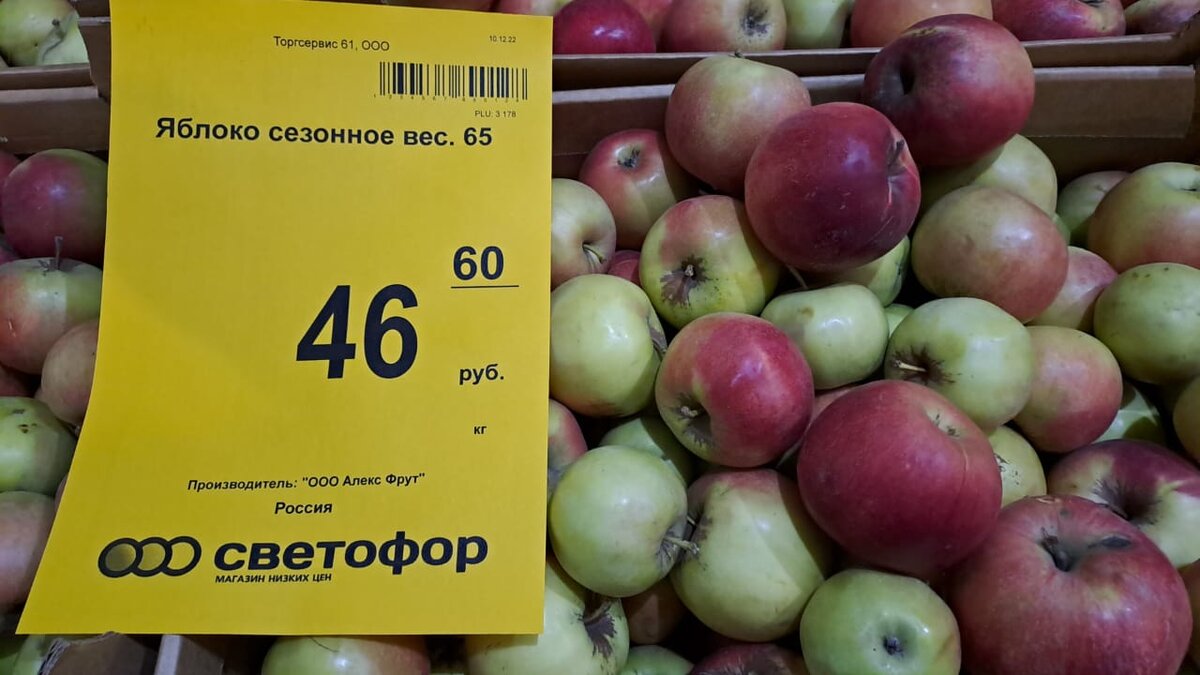 Торгсервис 61, ООО
10.12.22
PLU: 3 178
Яблоко сезонное вес. 65
46
60
руб.
кг
Производитель: "ООО Алекс Фрут"
Россия
светофор
МАГАЗИН НИЗКИХ ЦЕН